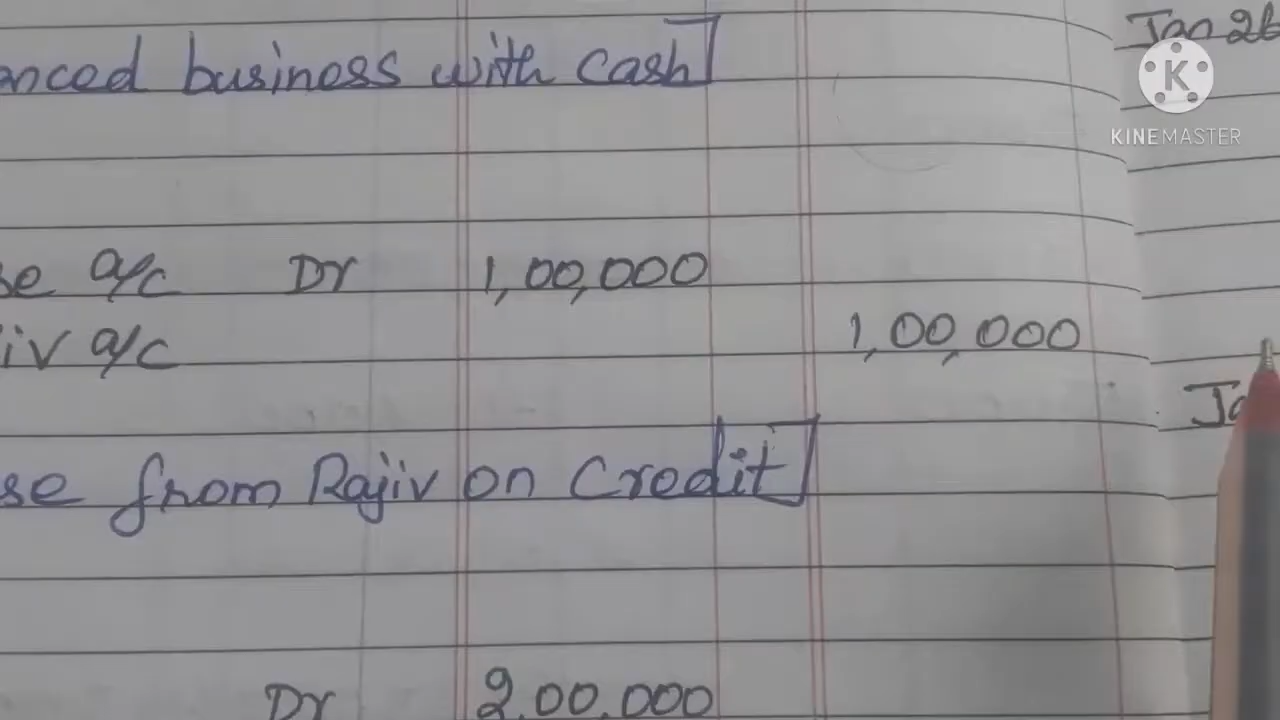 anced business with cash]
Jan 26
K
KINEMASTER
se a/c Dr 1,00,000
iv a/c 1,00,000
Ja
se from Rajiv on Credit]
Dr 2,00,000